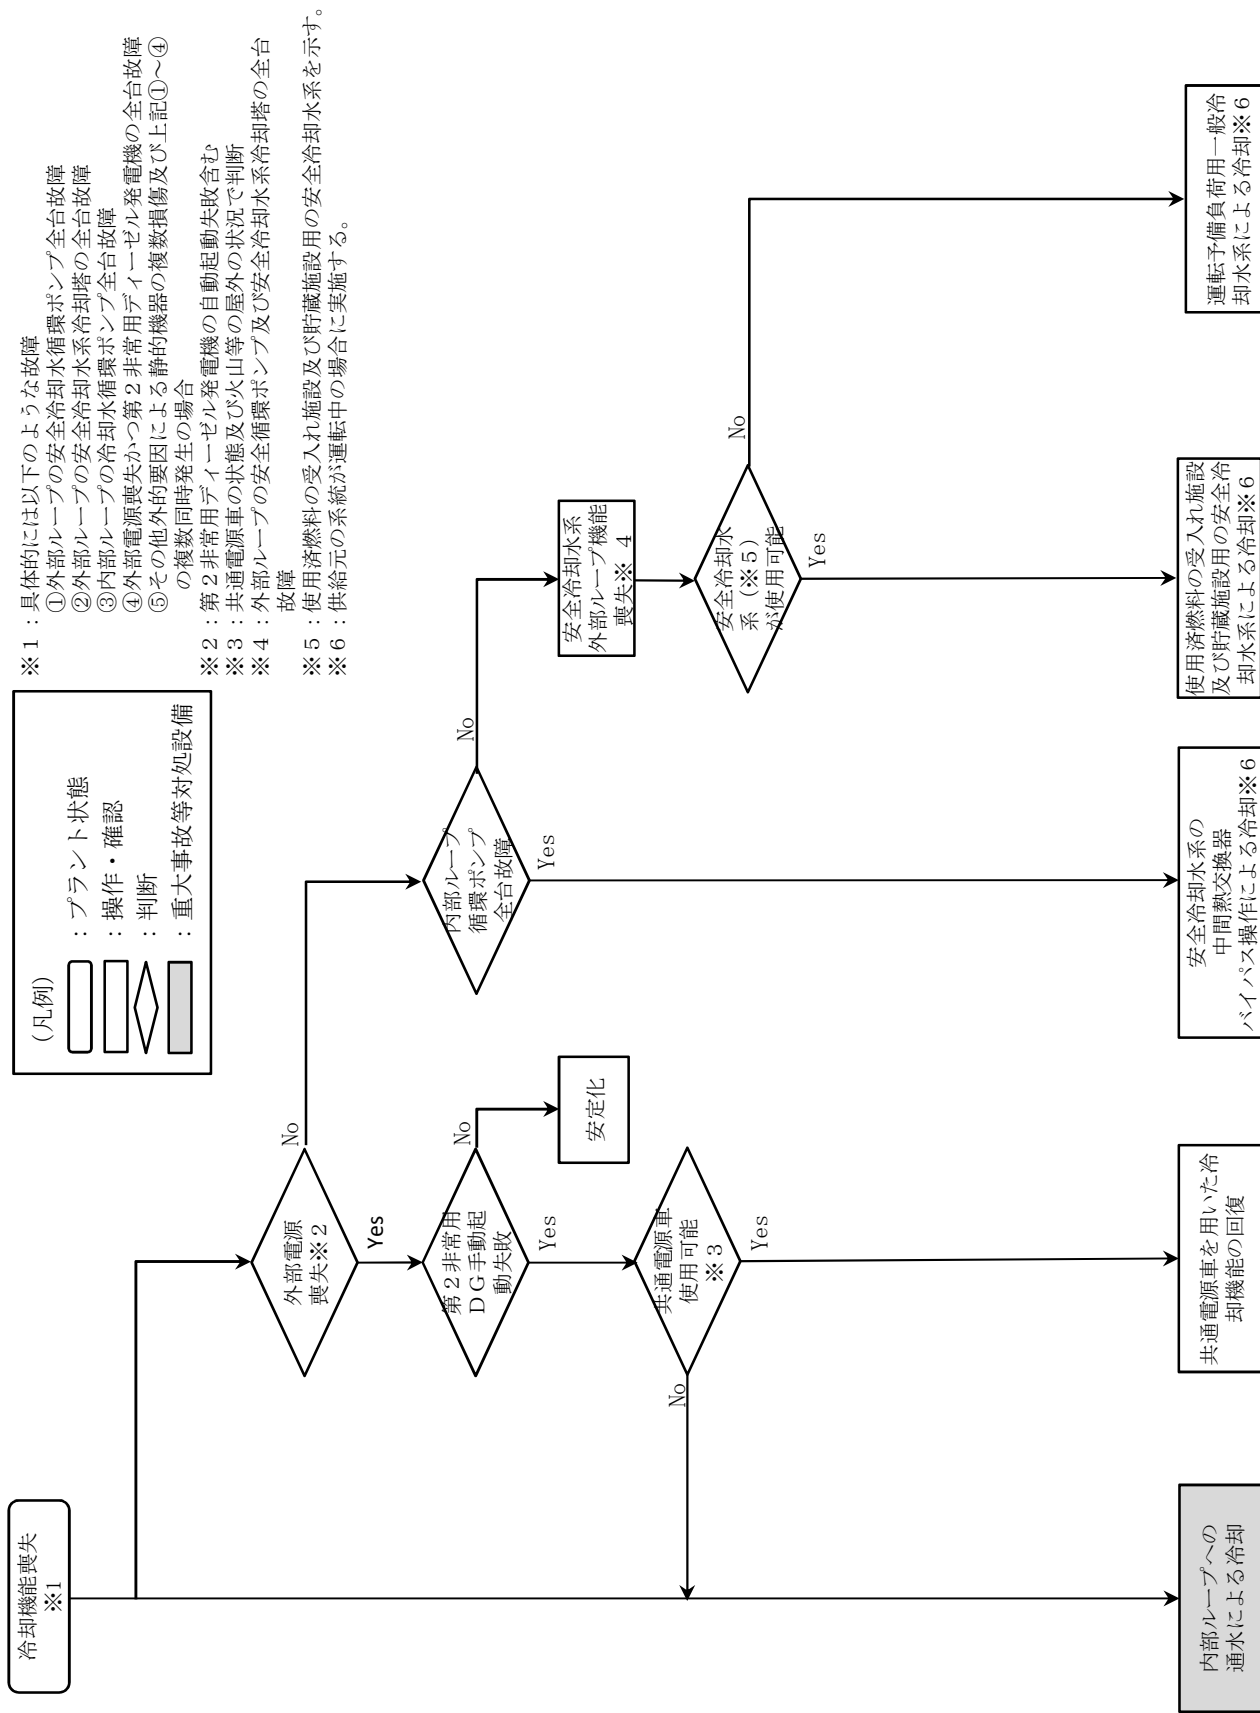 冷却機能喪失
※1
外部電源
喪失※2
No
Yes
第２非常用
ＤＧ手動起
動失敗
No
Yes
安定化
共通電源車
使用可能
※３
No
Yes
内部ループ
循環ポンプ
全台故障
No
Yes
安全冷却水系
外部ループ機能
喪失※４
安全冷却水
系（※５）
が使用可能
No
Yes
内部ループへの
通水による冷却
共通電源車を用いた冷
却機能の回復
安全冷却水系の
中間熱交換器
バイパス操作による冷却※６
使用済燃料の受入れ施設
及び貯蔵施設用の安全冷
却水系による冷却※６
運転予備負荷用一般冷
却水系による冷却※６
(凡例)
：プラント状態
：操作・確認
：判断
：重大事故等対処設備
※１：具体的には以下のような故障
①外部ループの安全冷却水循環ポンプ全台故障
②外部ループの安全冷却水系冷却塔の全台故障
③内部ループの冷却水循環ポンプ全台故障
④外部電源喪失かつ第２非常用ディーゼル発電機の全台故障
⑤その他外的要因による静的機器の複数損傷及び上記①～④
の複数同時発生の場合
※２：第２非常用ディーゼル発電機の自動起動失敗含む
※３：共通電源車の状態及び火山等の屋外の状況で判断
※４：外部ループの安全循環ポンプ及び安全冷却水系冷却塔の全台
故障
※５：使用済燃料の受入れ施設及び貯蔵施設用の安全冷却水系を示す。
※６：供給元の系統が運転中の場合に実施する。